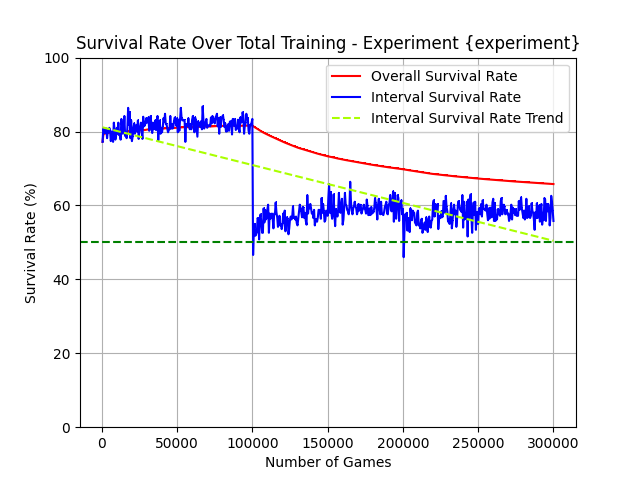 Survival Rate Over Total Training - Experiment {experiment}
Overall Survival Rate
Interval Survival Rate
Interval Survival Rate Trend
Survival Rate (%)
100
80
60
40
20
0
0 50000 100000 150000 200000 250000 300000
Number of Games